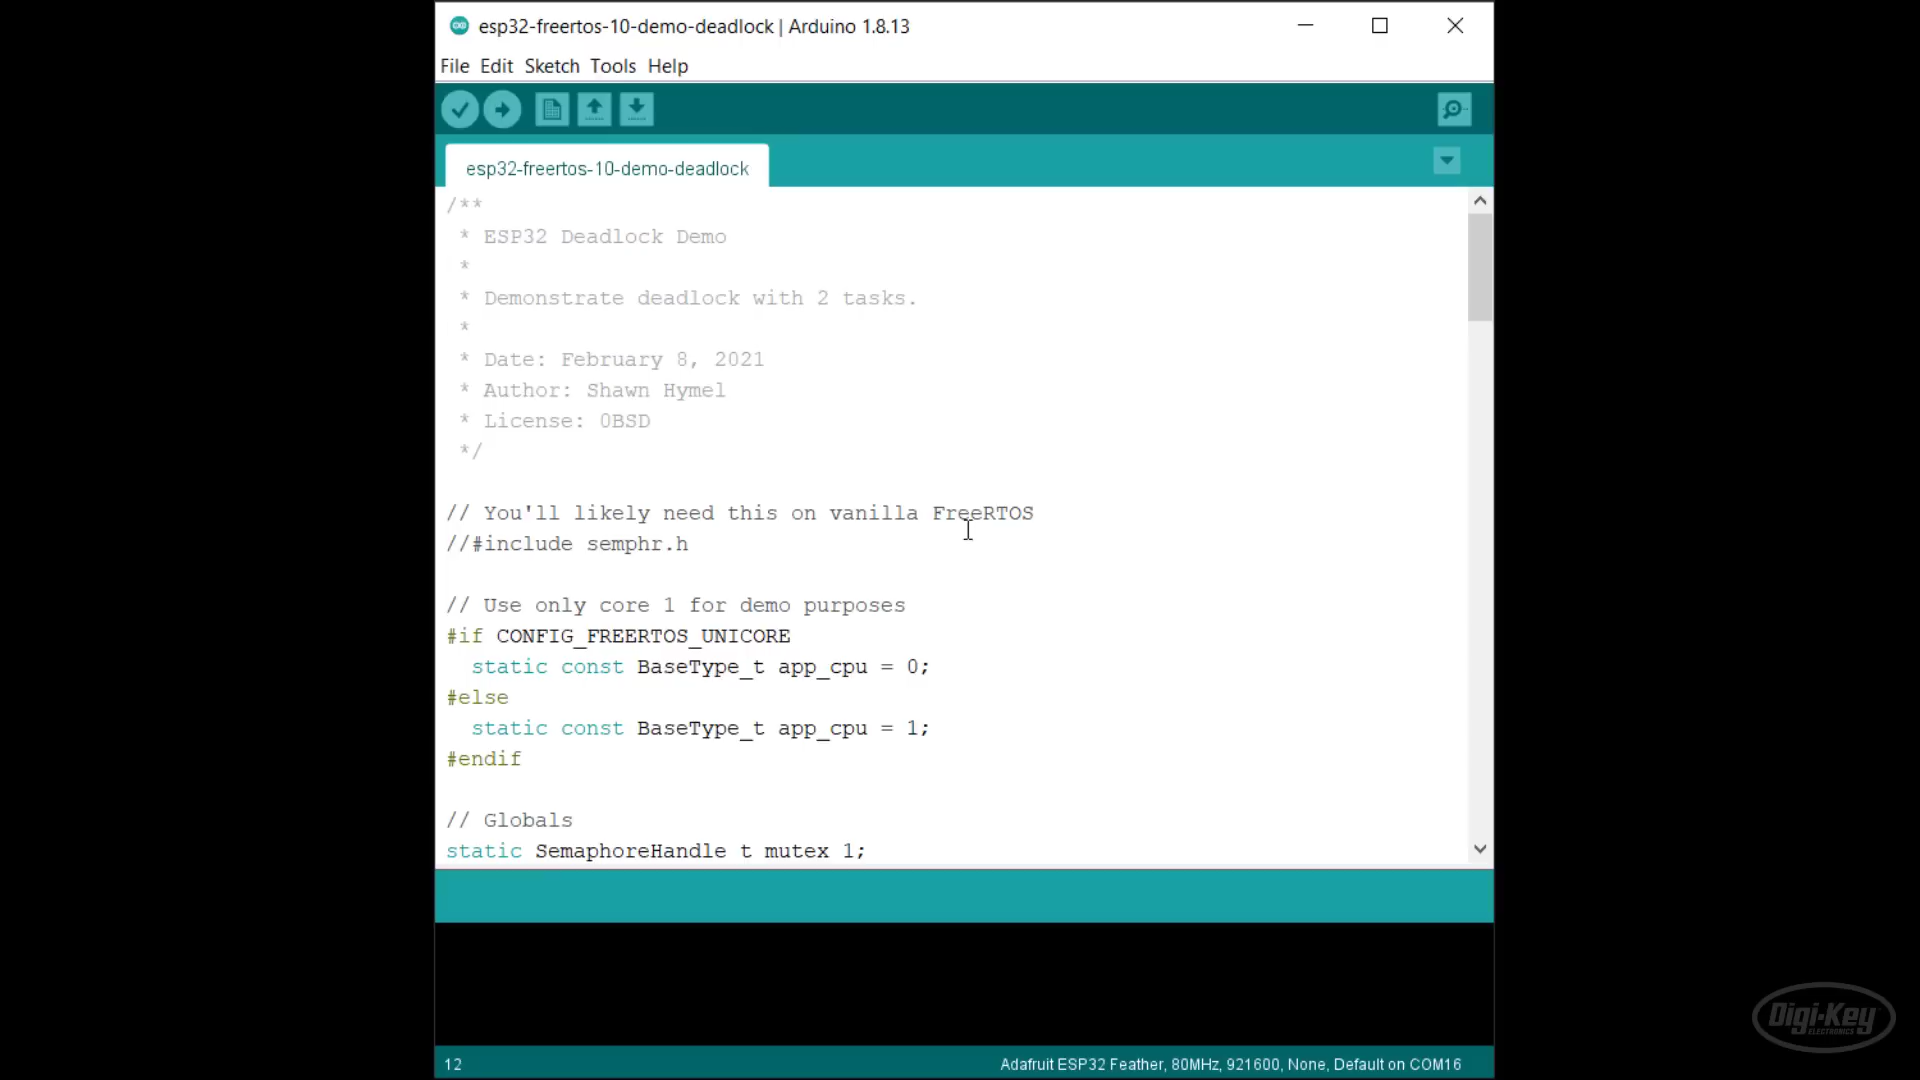 esp32-freertos-10-demo-deadlock | Arduino 1.8.13
File Edit Sketch Tools Help
esp32-freertos-10-demo-deadlock
/**
* ESP32 Deadlock Demo
*
* Demonstrate deadlock with 2 tasks.
*
* Date: February 8, 2021
* Author: Shawn Hymel
* License: 0BSD
*/
// You'll likely need this on vanilla FreeRTOS
//#include semphr.h
// Use only core 1 for demo purposes
#if CONFIG_FREERTOS_UNICORE
static const BaseType_t app_cpu = 0;
#else
static const BaseType_t app_cpu = 1;
#endif
// Globals
static SemaphoreHandle_t mutex_1;
12
Adafruit ESP32 Feather, 80MHz, 921600, None, Default on COM16
Digi-Key
ELECTRONICS